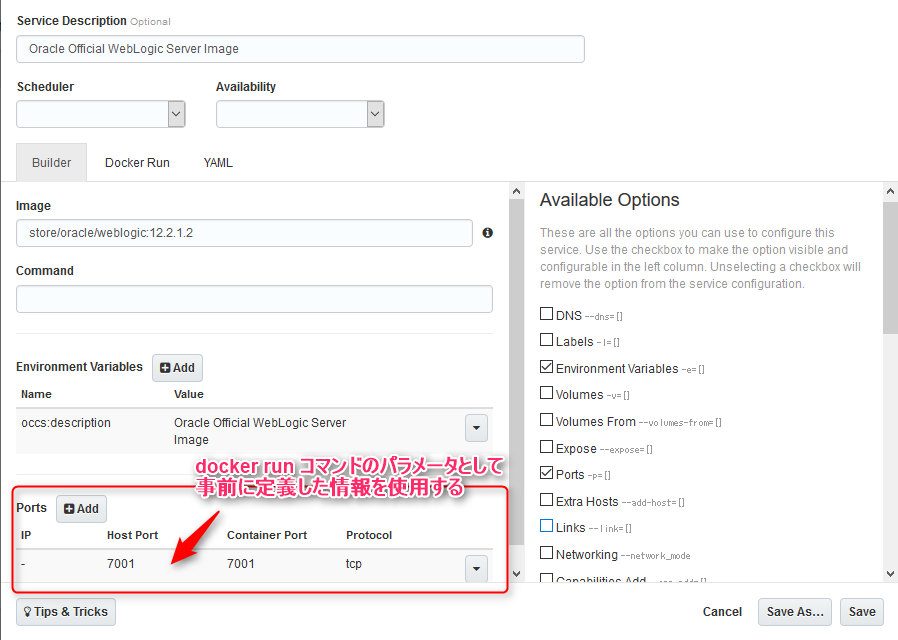 Service Description Optional
Oracle Official WebLogic Server Image
Scheduler Availability
Builder Docker Run YAML
Image
store/oracle/weblogic:12.2.1.2
Command
Environment Variables Add
Name Value
occs:description Oracle Official WebLogic Server
Image
docker run コマンドのパラメータとして
事前に定義した情報を使用する
Ports Add
IP Host Port Container Port Protocol
- 7001 7001 tcp
Available Options
These are all the options you can use to configure this
service. Use the checkbox to make the option visible and
configurable in the left column. Unselecting a checkbox will
remove the option from the service configuration.
DNS --dns=[]
Labels -l=[]
Environment Variables -e=[]
Volumes -v=[]
Volumes From --volumes-from=[]
Expose --expose=[]
Ports -p=[]
Extra Hosts --add-host=[]
Links --link=[]
Networking --network_mode
Capabilities Add --cap-add=[]
Tips & Tricks
Cancel Save As... Save